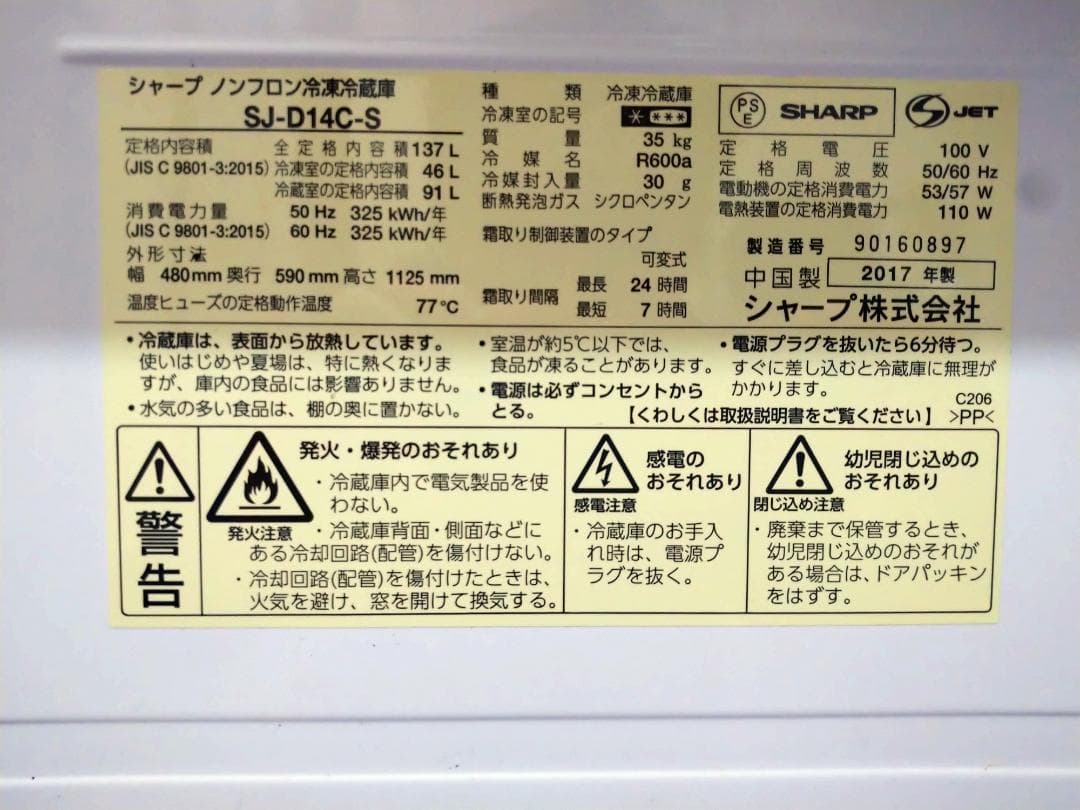 シャープ ノンフロン冷凍冷蔵庫
SJ-D14C-S
定格内容積 全定格内容積 137 L
(JIS C 9801-3:2015) 冷凍室の定格内容積 46 L
冷蔵室の定格内容積 91 L
消費電力量 50 Hz 325 kWh/年
(JIS C 9801-3:2015) 60 Hz 325 kWh/年
外形寸法
幅 480mm 奥行 590mm 高さ 1125 mm
温度ヒューズの定格動作温度 77℃
種類 冷凍冷蔵庫
冷凍室の記号 * ***
質量 35 kg
冷媒名 R600a
冷媒封入量 30 g
断熱発泡ガス シクロペンタン
霜取り制御装置のタイプ
可変式
霜取り間隔 最長 24 時間
最短 7 時間
PS
E
SHARP
S JET
定格電圧 100 V
定格周波数 50/60 Hz
電動機の定格消費電力 53/57 W
電熱装置の定格消費電力 110 W
製造番号 90160897
中国製 2017 年製
シャープ株式会社
・冷蔵庫は、表面から放熱しています。
使いはじめや夏場は、特に熱くなりま
すが、庫内の食品には影響ありません。
・水気の多い食品は、棚の奥に置かない。
・室温が約5℃以下では、
食品が凍ることがあります。
・電源は必ずコンセントから
とる。
・電源プラグを抜いたら6分待つ。
すぐに差し込むと冷蔵庫に無理が
かかります。
C206
【くわしくは取扱説明書をご覧ください】 >PP<
警告
発火注意
発火・爆発のおそれあり
・冷蔵庫内で電気製品を使
わない。
・冷蔵庫背面・側面などに
ある冷却回路(配管)を傷付けない。
・冷却回路(配管)を傷付けたときは、
火気を避け、窓を開けて換気する。
感電注意
感電の
おそれあり
・冷蔵庫のお手入
れ時は、電源プ
ラグを抜く。
閉じ込め注意
幼児閉じ込めの
おそれあり
・廃棄まで保管するとき、
幼児閉じ込めのおそれが
ある場合は、ドアパッキン
をはずす。